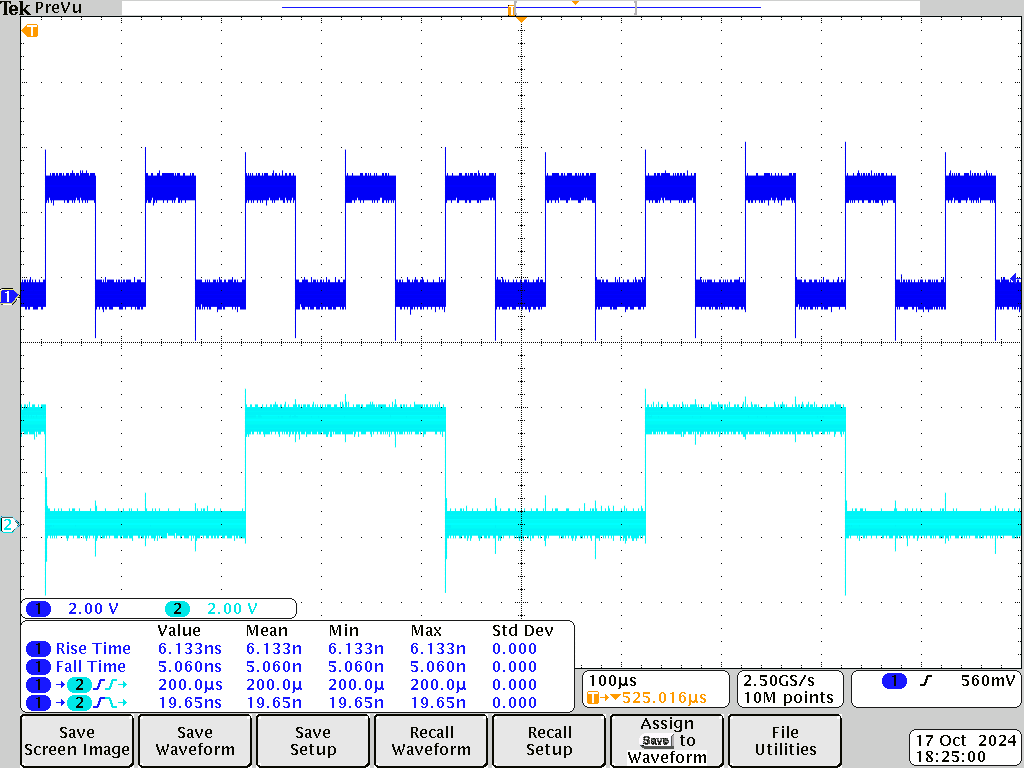 Tek PreVu
T
1
2
1 2.00 V 2 2.00 V
Value Mean Min Max Std Dev
1 Rise Time 6.133ns 6.133n 6.133n 6.133n 0.000
1 Fall Time 5.060ns 5.060n 5.060n 5.060n 0.000
1 → 2 200.0µs 200.0µ 200.0µ 200.0µ 0.000
1 → 2 19.65ns 19.65n 19.65n 19.65n 0.000
100µs
T→▼525.016µs
2.50GS/s
10M points
1 560mV
Save
Screen Image
Save
Waveform
Save
Setup
Recall
Waveform
Recall
Setup
Assign
Save to
Waveform
File
Utilities
17 Oct 2024
18:25:00